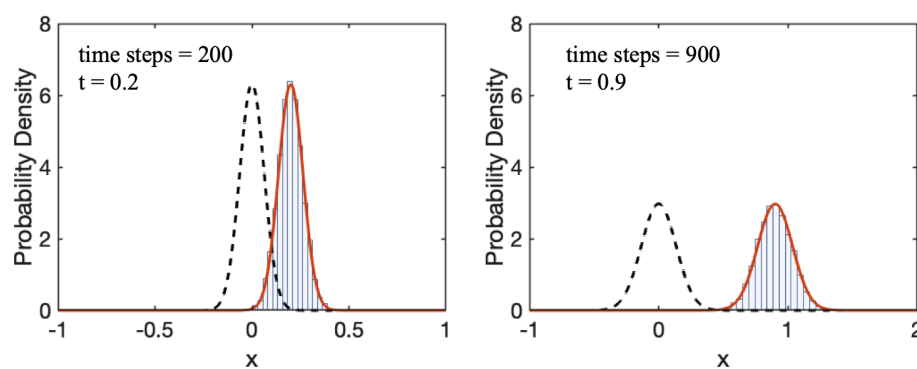 8
6
4
2
0
Probability Density
time steps = 200
t = 0.2
-1
-0.5
0
0.5
1
x
8
6
4
2
0
Probability Density
time steps = 900
t = 0.9
-1
0
1
2
x